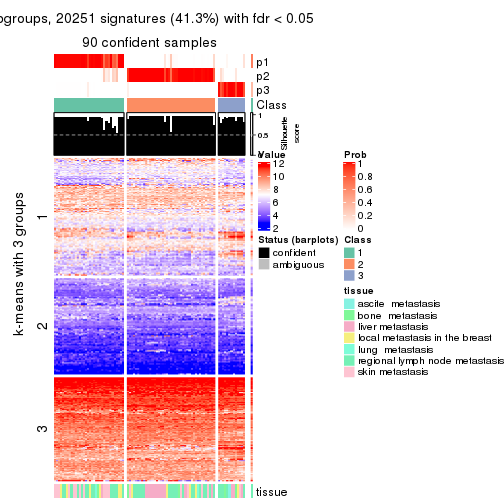 ogroups, 20251 signatures (41.3%) with fdr < 0.05
90 confident samples
p1
p2
p3
Class
1
0.5
0
Silhouette
score
k-means with 3 groups
1
2
3
tissue
Value
12
10
8
6
4
2
Prob
1
0.8
0.6
0.4
0.2
0
Status (barplots)
confident
ambiguous
Class
1
2
3
tissue
ascite metastasis
bone metastasis
liver metastasis
local metastasis in the breast
lung metastasis
regional lymph node metastasis
skin metastasis